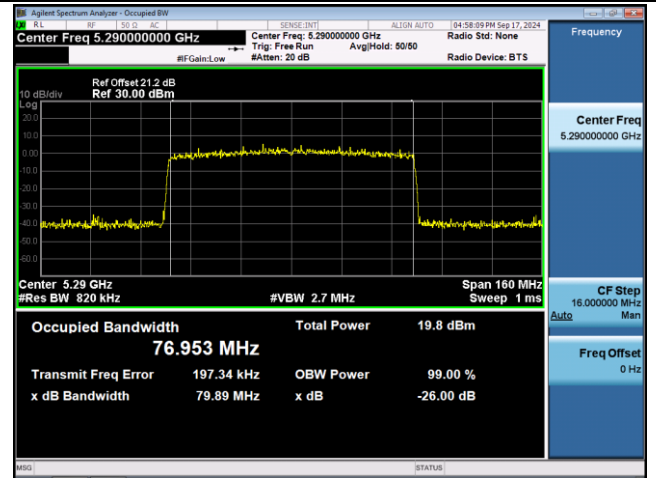 Agilent Spectrum Analyzer - Occupied BW
RL RF 50 Ω AC SENSE:INT ALIGN AUTO 04:58:09 PM Sep 17, 2024
Center Freq 5.290000000 GHz
Center Freq: 5.290000000 GHz Radio Std: None
Trig: Free Run Avg|Hold: 50/50
#IFGain:Low #Atten: 20 dB Radio Device: BTS
Ref Offset 21.2 dB
10 dB/div Ref 30.00 dBm
Log
20.0
10.0
0.00
-10.0
-20.0
-30.0
-40.0
-50.0
-60.0
Center 5.29 GHz Span 160 MHz
#Res BW 820 kHz #VBW 2.7 MHz Sweep 1 ms
Occupied Bandwidth Total Power 19.8 dBm
76.953 MHz
Transmit Freq Error 197.34 kHz OBW Power 99.00 %
x dB Bandwidth 79.89 MHz x dB -26.00 dB
MSG STATUS
Frequency
Center Freq
5.290000000 GHz
CF Step
16.000000 MHz
Auto Man
Freq Offset
0 Hz